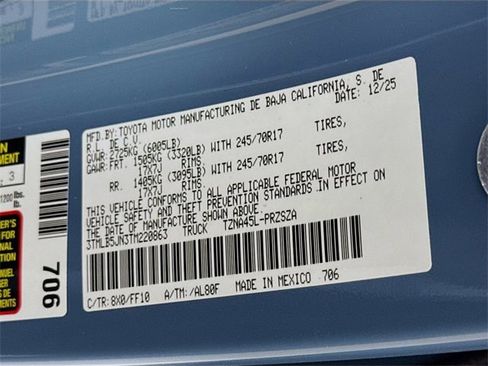 MFD.BY: TOYOTA MOTOR MANUFACTURING DE BAJA CALIFORNIA, S. DE
R.L. DE C.V. DATE: 12/25
GVWR: 2725KG (6005LB)
GAWR: FRT. 1505KG (3320LB) WITH 245/70R17 TIRES,
17X7J RIMS.
RR. 1405KG (3095LB) WITH 245/70R17 TIRES,
17X7J RIMS.
THIS VEHICLE CONFORMS TO ALL APPLICABLE FEDERAL MOTOR
VEHICLE SAFETY AND THEFT PREVENTION STANDARDS IN EFFECT ON
THE DATE OF MANUFACTURE SHOWN ABOVE.
3TMLB5JN3TM220863 TRUCK TZNA45L-PRZSZA
C/TR: 8X0/FF10 A/TM: /AL80F MADE IN MEXICO 706
706
3
1200 lbs.